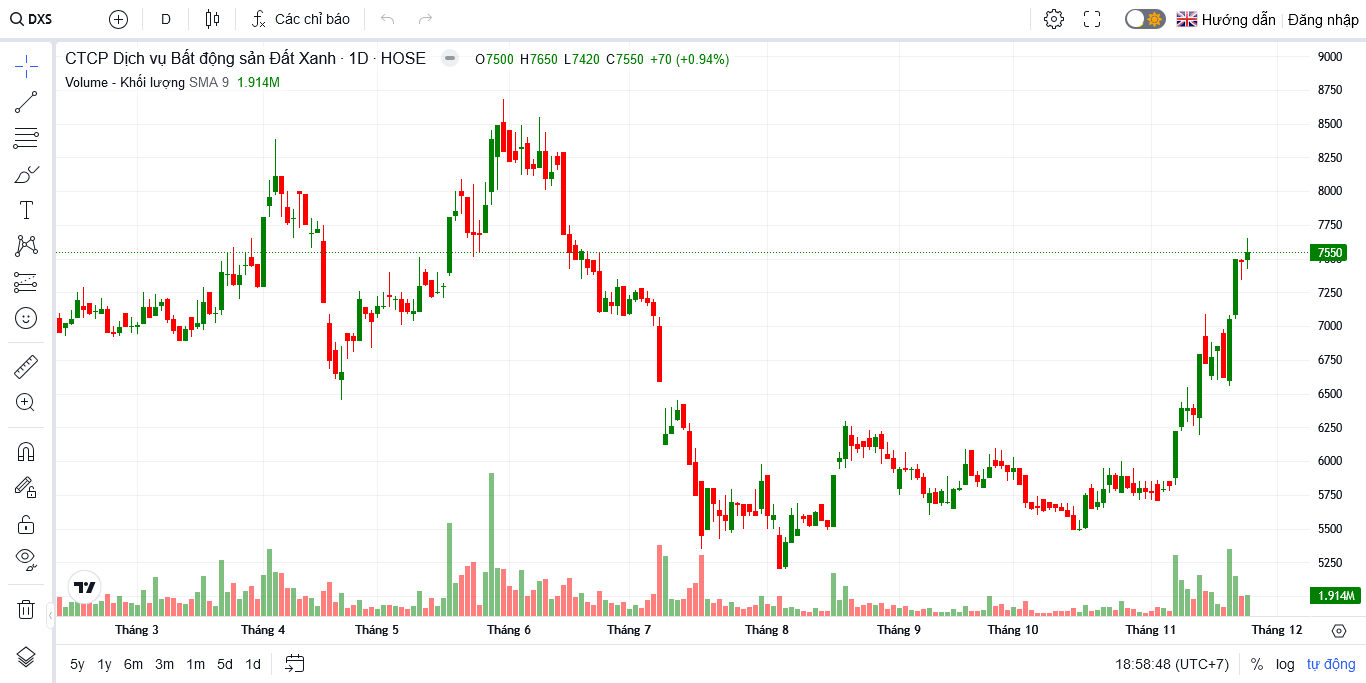 DXS D Các chỉ báo Hướng dẫn Đăng nhập
CTCP Dịch vụ Bất động sản Đất Xanh · 1D · HOSE O7500 H7650 L7420 C7550 +70 (+0.94%)
Volume - Khối lượng SMA 9 1.914M
9000
8750
8500
8250
8000
7750
7550
7250
7000
6750
6500
6250
6000
5750
5500
5250
1.914M
Tháng 3 Tháng 4 Tháng 5 Tháng 6 Tháng 7 Tháng 8 Tháng 9 Tháng 10 Tháng 11 Tháng 12
5y 1y 6m 3m 1m 5d 1d 18:58:48 (UTC+7) % log tự động